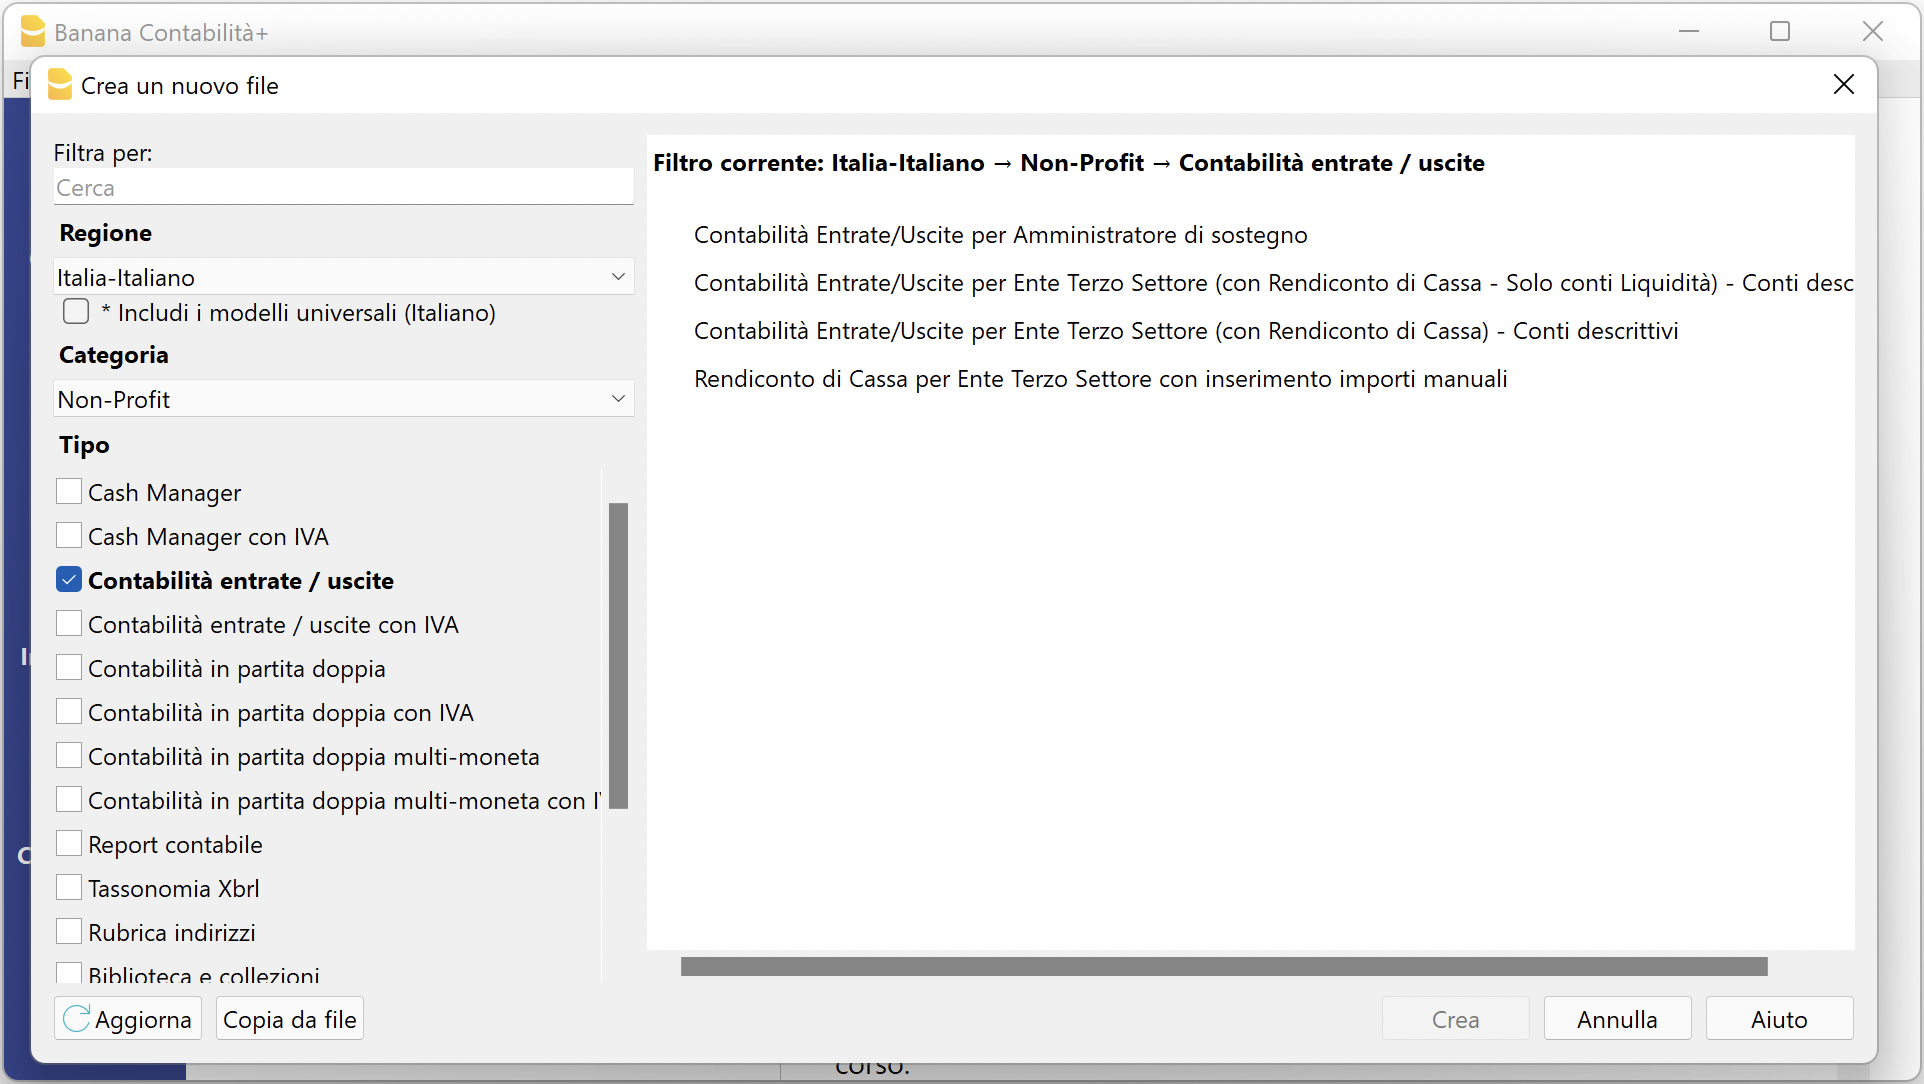 Banana Contabilità+
Fi
Crea un nuovo file
Filtra per:
Cerca
Regione
Italia-Italiano
* Includi i modelli universali (Italiano)
Categoria
Non-Profit
Tipo
Cash Manager
Cash Manager con IVA
Contabilità entrate / uscite
Contabilità entrate / uscite con IVA
Contabilità in partita doppia
Contabilità in partita doppia con IVA
Contabilità in partita doppia multi-moneta
Contabilità in partita doppia multi-moneta con I
Report contabile
Tassonomia Xbrl
Rubrica indirizzi
Biblioteca e collezioni
Aggiorna
Copia da file
Filtro corrente: Italia-Italiano → Non-Profit → Contabilità entrate / uscite
Contabilità Entrate/Uscite per Amministratore di sostegno
Contabilità Entrate/Uscite per Ente Terzo Settore (con Rendiconto di Cassa - Solo conti Liquidità) - Conti desc
Contabilità Entrate/Uscite per Ente Terzo Settore (con Rendiconto di Cassa) - Conti descrittivi
Rendiconto di Cassa per Ente Terzo Settore con inserimento importi manuali
Crea
Annulla
Aiuto
corso.